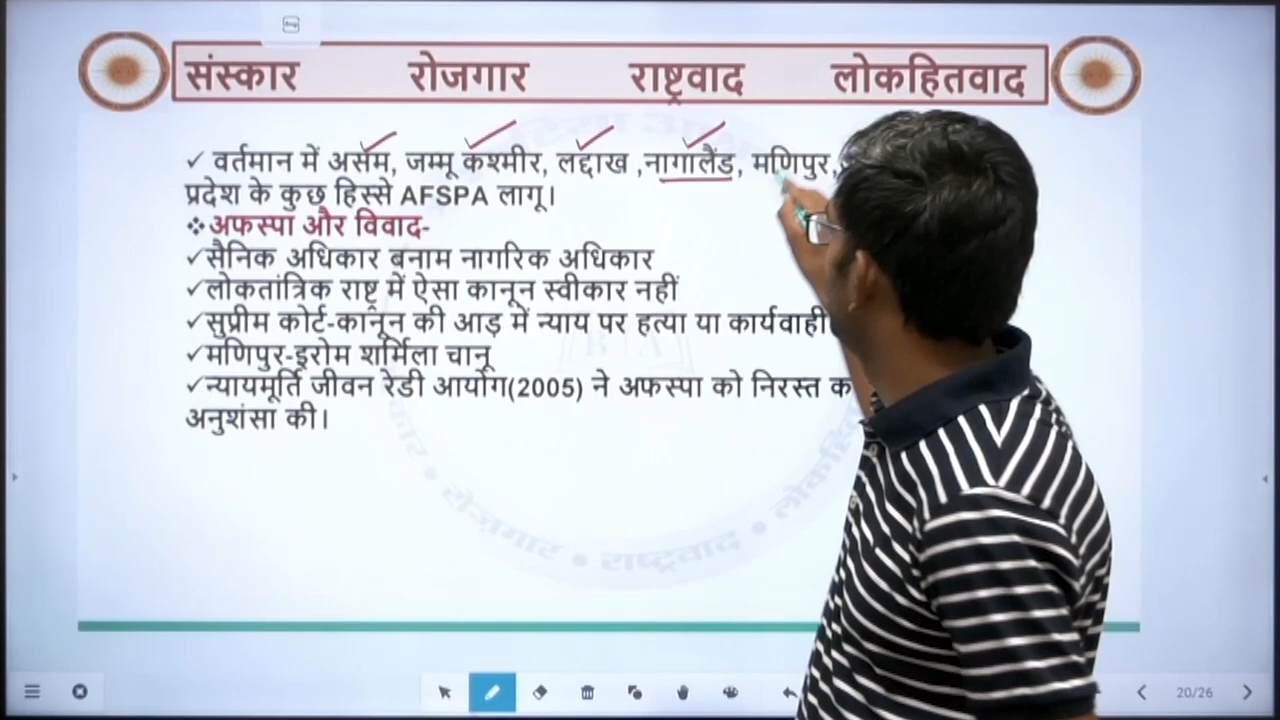 संस्कार रोजगार राष्ट्रवाद लोकहितवाद
✓ वर्तमान में असम, जम्मू कश्मीर, लद्दाख ,नागालैंड, मणिपुर,
प्रदेश के कुछ हिस्से AFSPA लागू।
❖अफस्पा और विवाद-
✓सैनिक अधिकार बनाम नागरिक अधिकार
✓लोकतांत्रिक राष्ट्र में ऐसा कानून स्वीकार नहीं
✓सुप्रीम कोर्ट-कानून की आड़ में न्याय पर हत्या या कार्यवाही
✓मणिपुर-इरोम शर्मिला चानू
✓न्यायमूर्ति जीवन रेडी आयोग(2005) ने अफस्पा को निरस्त क
अनुशंसा की।
रोज़गार • राष्ट्रवाद •
20/26